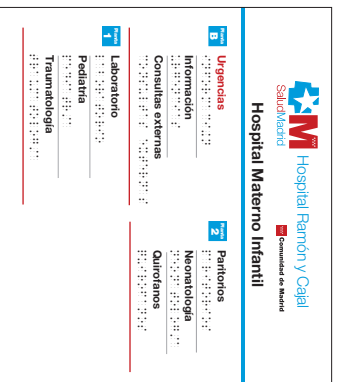 Hospital Ramón y Cajal
SaludMadrid
Comunidad de Madrid
Hospital Materno Infantil
Planta B
Urgencias
Información
Consultas externas
Planta 1
Laboratorio
Pediatría
Traumatología
Planta 2
Paritorios
Neonatología
Quirofanos